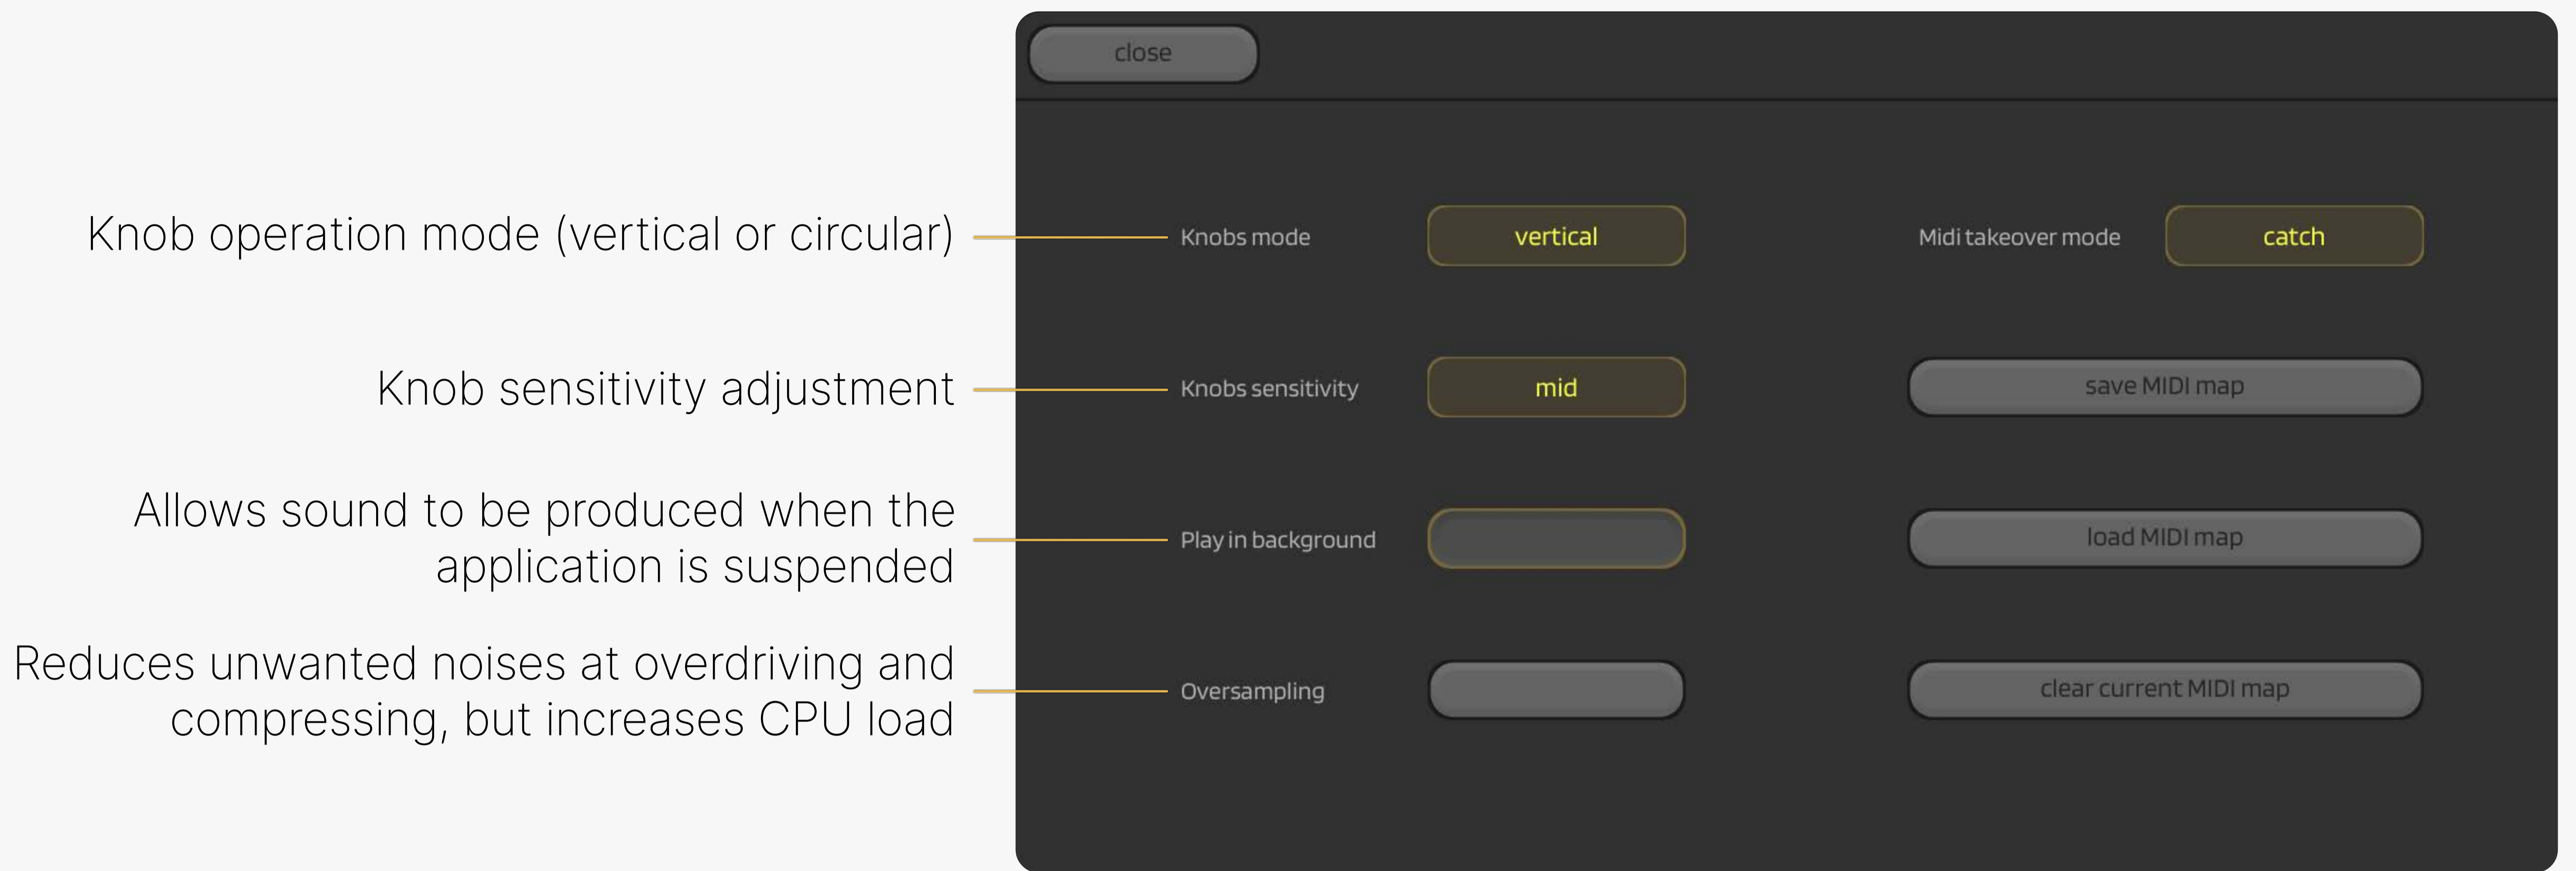 close
Knob operation mode (vertical or circular)
Knobs mode
vertical
Midi takeover mode
catch
Knob sensitivity adjustment
Knobs sensitivity
mid
save MIDI map
Allows sound to be produced when the
application is suspended
Play in background
load MIDI map
Reduces unwanted noises at overdriving and
compressing, but increases CPU load
Oversampling
clear current MIDI map